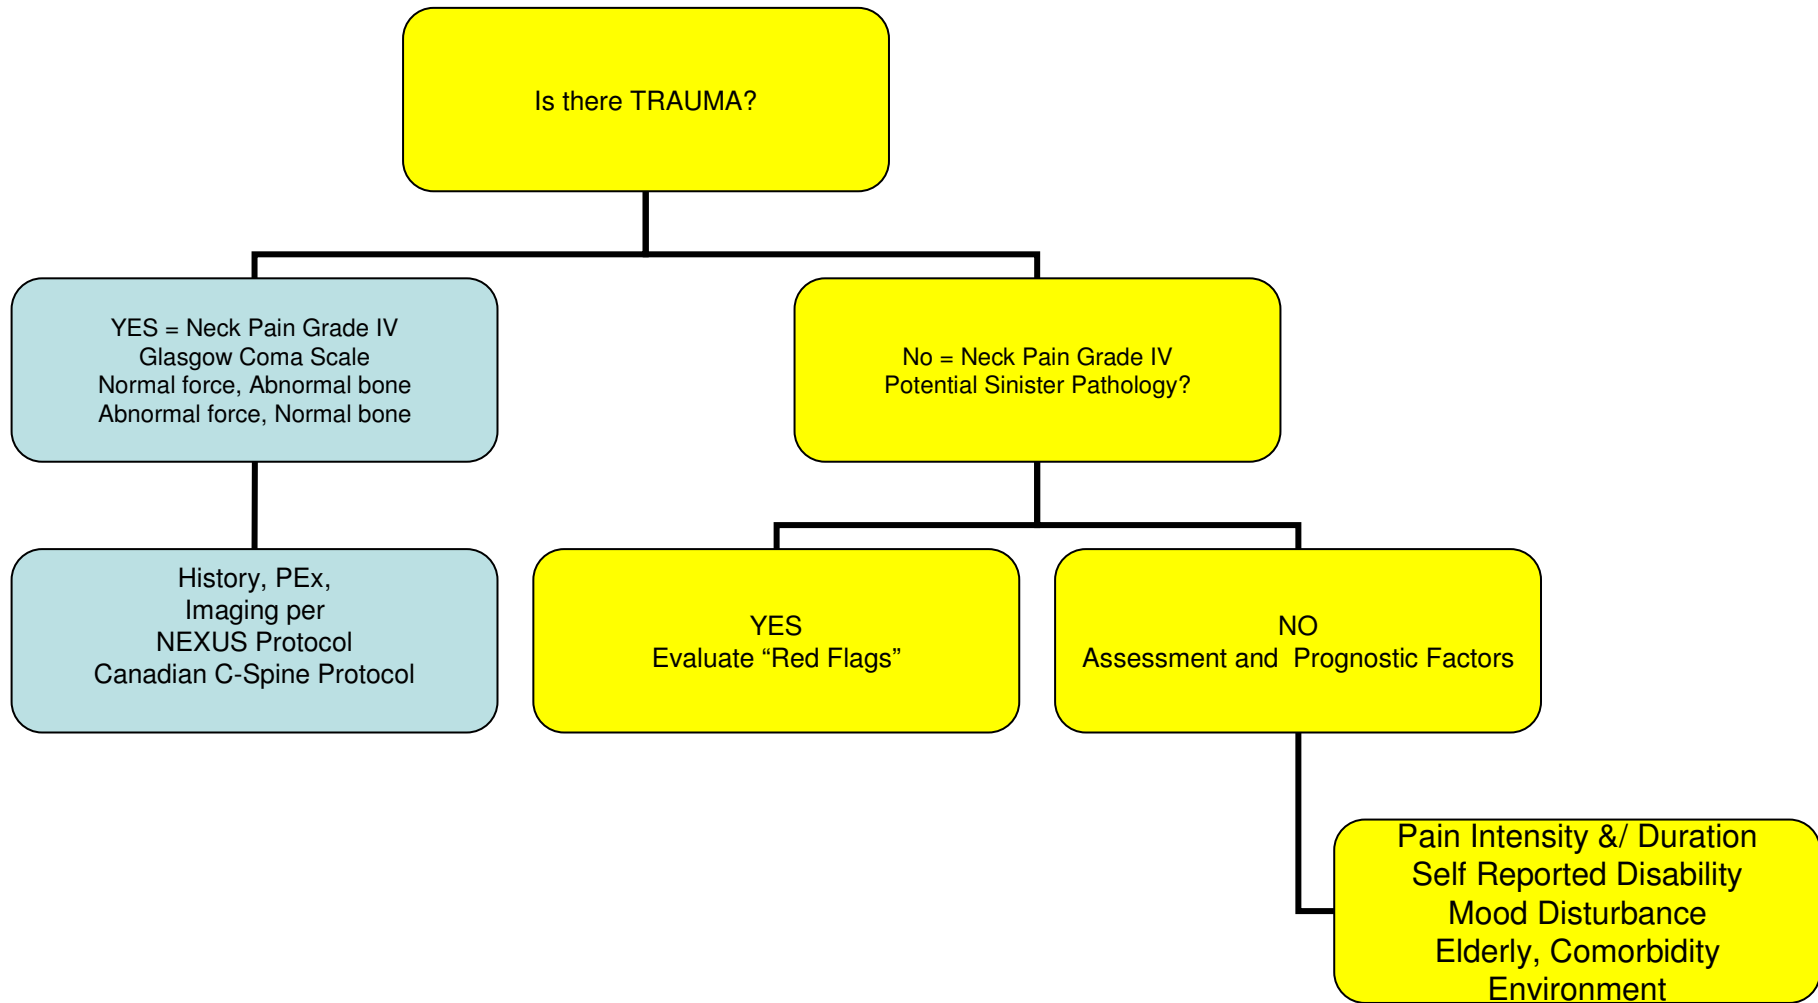 Is there TRAUMA?
YES = Neck Pain Grade IV
Glasgow Coma Scale
Normal force, Abnormal bone
Abnormal force, Normal bone
No = Neck Pain Grade IV
Potential Sinister Pathology?
History, PEx,
Imaging per
NEXUS Protocol
Canadian C-Spine Protocol
YES
Evaluate “Red Flags”
NO
Assessment and Prognostic Factors
Pain Intensity &/ Duration
Self Reported Disability
Mood Disturbance
Elderly, Comorbidity
Environment